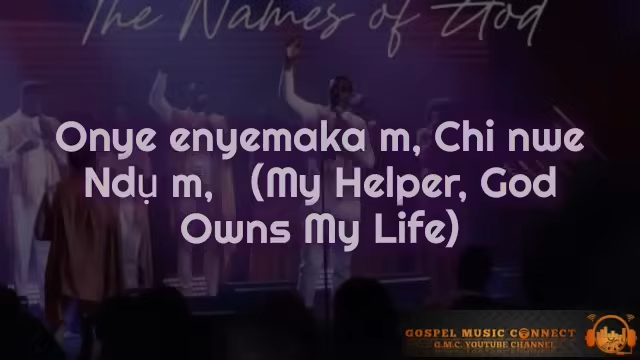 The Names of God
Onye enyemaka m, Chi nwe
Ndụ m, (My Helper, God
Owns My Life)
GOSPEL MUSIC CONNECT
G.M.C. YOUTUBE CHANNEL